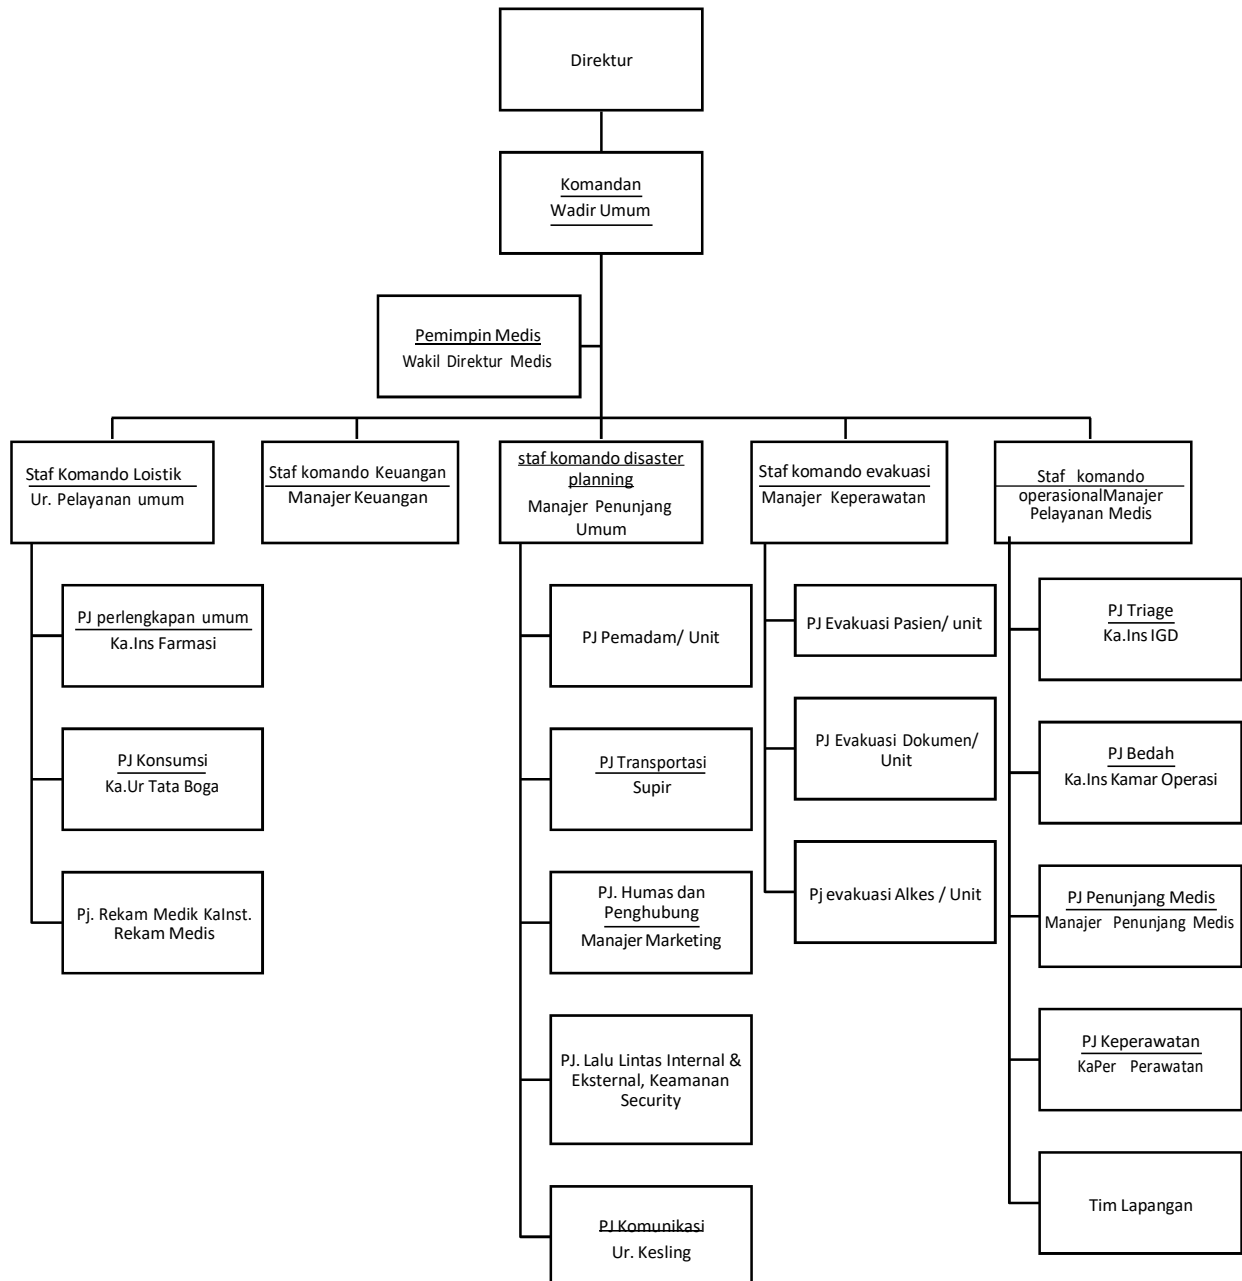 Direktur
Komandan
Wadir Umum
Pemimpin Medis
Wakil Direktur Medis
Staf Komando Loistik
Ur. Pelayanan umum
Staf komando Keuangan
Manajer Keuangan
staf komando disaster
planning
Manajer Penunjang
Umum
Staf komando evakuasi
Manajer Keperawatan
Staf komando
operasionalManajer
Pelayanan Medis
PJ perlengkapan umum
Ka.Ins Farmasi
PJ Konsumsi
Ka.Ur Tata Boga
Pj. Rekam Medik KaInst.
Rekam Medis
PJ Pemadam/ Unit
PJ Transportasi
Supir
PJ. Humas dan
Penghubung
Manajer Marketing
PJ. Lalu Lintas Internal &
Eksternal, Keamanan
Security
PJ Komunikasi
Ur. Kesling
PJ Evakuasi Pasien/ unit
PJ Evakuasi Dokumen/
Unit
Pj evakuasi Alkes / Unit
PJ Triage
Ka.Ins IGD
PJ Bedah
Ka.Ins Kamar Operasi
PJ Penunjang Medis
Manajer Penunjang Medis
PJ Keperawatan
KaPer Perawatan
Tim Lapangan